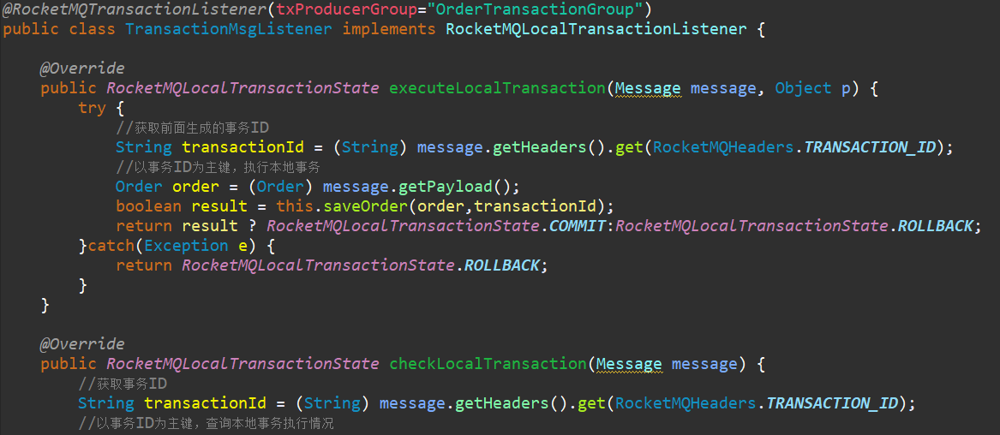 @RocketMQTransactionListener(txProducerGroup="OrderTransactionGroup")
public class TransactionMsgListener implements RocketMQLocalTransactionListener {
@Override
public RocketMQLocalTransactionState executeLocalTransaction(Message message, Object p) {
try {
//获取前面生成的事务ID
String transactionId = (String) message.getHeaders().get(RocketMQHeaders.TRANSACTION_ID);
//以事务ID为主键，执行本地事务
Order order = (Order) message.getPayload();
boolean result = this.saveOrder(order,transactionId);
return result ? RocketMQLocalTransactionState.COMMIT:RocketMQLocalTransactionState.ROLLBACK;
}catch(Exception e) {
return RocketMQLocalTransactionState.ROLLBACK;
}
}
@Override
public RocketMQLocalTransactionState checkLocalTransaction(Message message) {
//获取事务ID
String transactionId = (String) message.getHeaders().get(RocketMQHeaders.TRANSACTION_ID);
//以事务ID为主键，查询本地事务执行情况